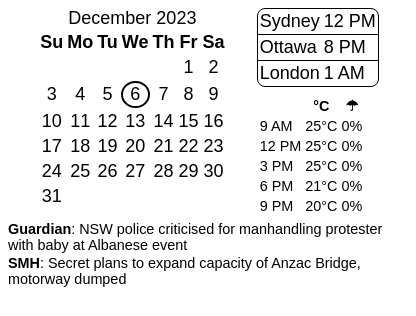 December 2023
Su Mo Tu We Th Fr Sa
1 2
3 4 5 6 7 8 9
10 11 12 13 14 15 16
17 18 19 20 21 22 23
24 25 26 27 28 29 30
31
Sydney 12 PM
Ottawa 8 PM
London 1 AM
°C ☂
9 AM 25°C 0%
12 PM 25°C 0%
3 PM 25°C 0%
6 PM 21°C 0%
9 PM 20°C 0%
Guardian: NSW police criticised for manhandling protester
with baby at Albanese event
SMH: Secret plans to expand capacity of Anzac Bridge,
motorway dumped